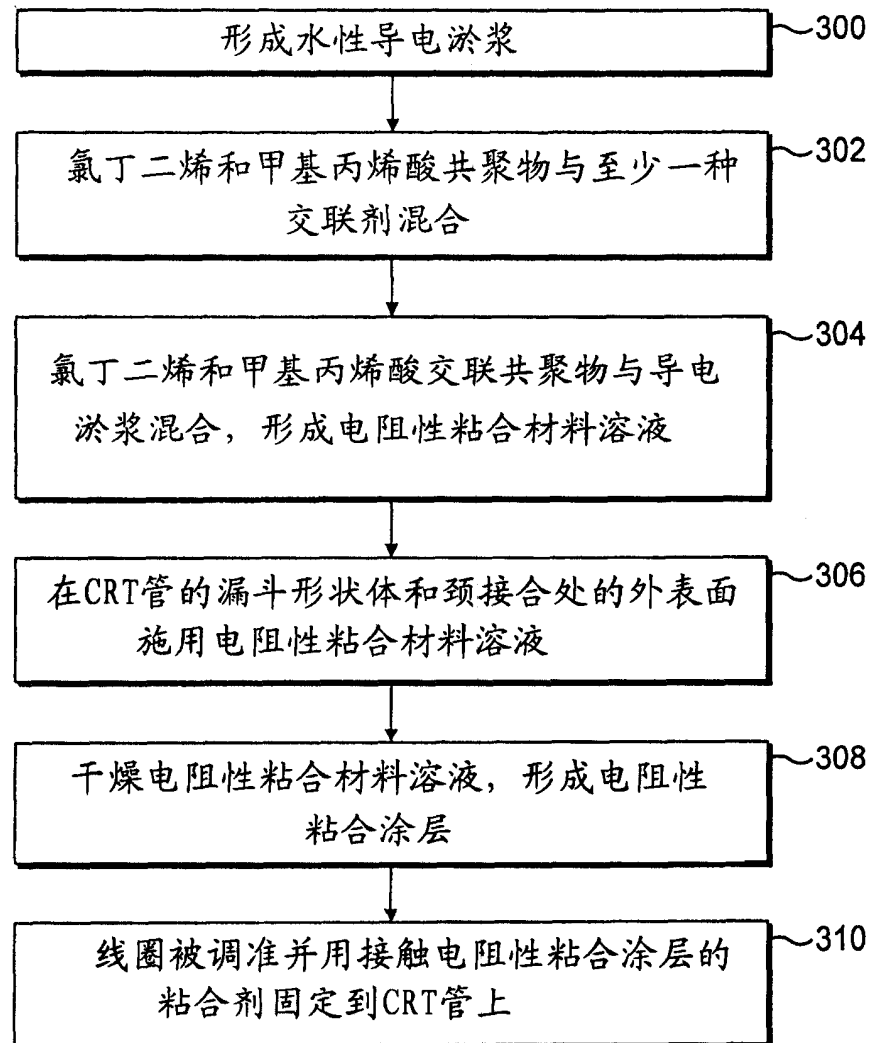 形成水性导电淤浆
300
氯丁二烯和甲基丙烯酸共聚物与至少一种
交联剂混合
302
氯丁二烯和甲基丙烯酸交联共聚物与导电
淤浆混合，形成电阻性粘合材料溶液
304
在CRT管的漏斗形状体和颈接合处的外表面
施用电阻性粘合材料溶液
306
干燥电阻性粘合材料溶液，形成电阻性
粘合涂层
308
线圈被调准并用接触电阻性粘合涂层的
粘合剂固定到CRT管上
310